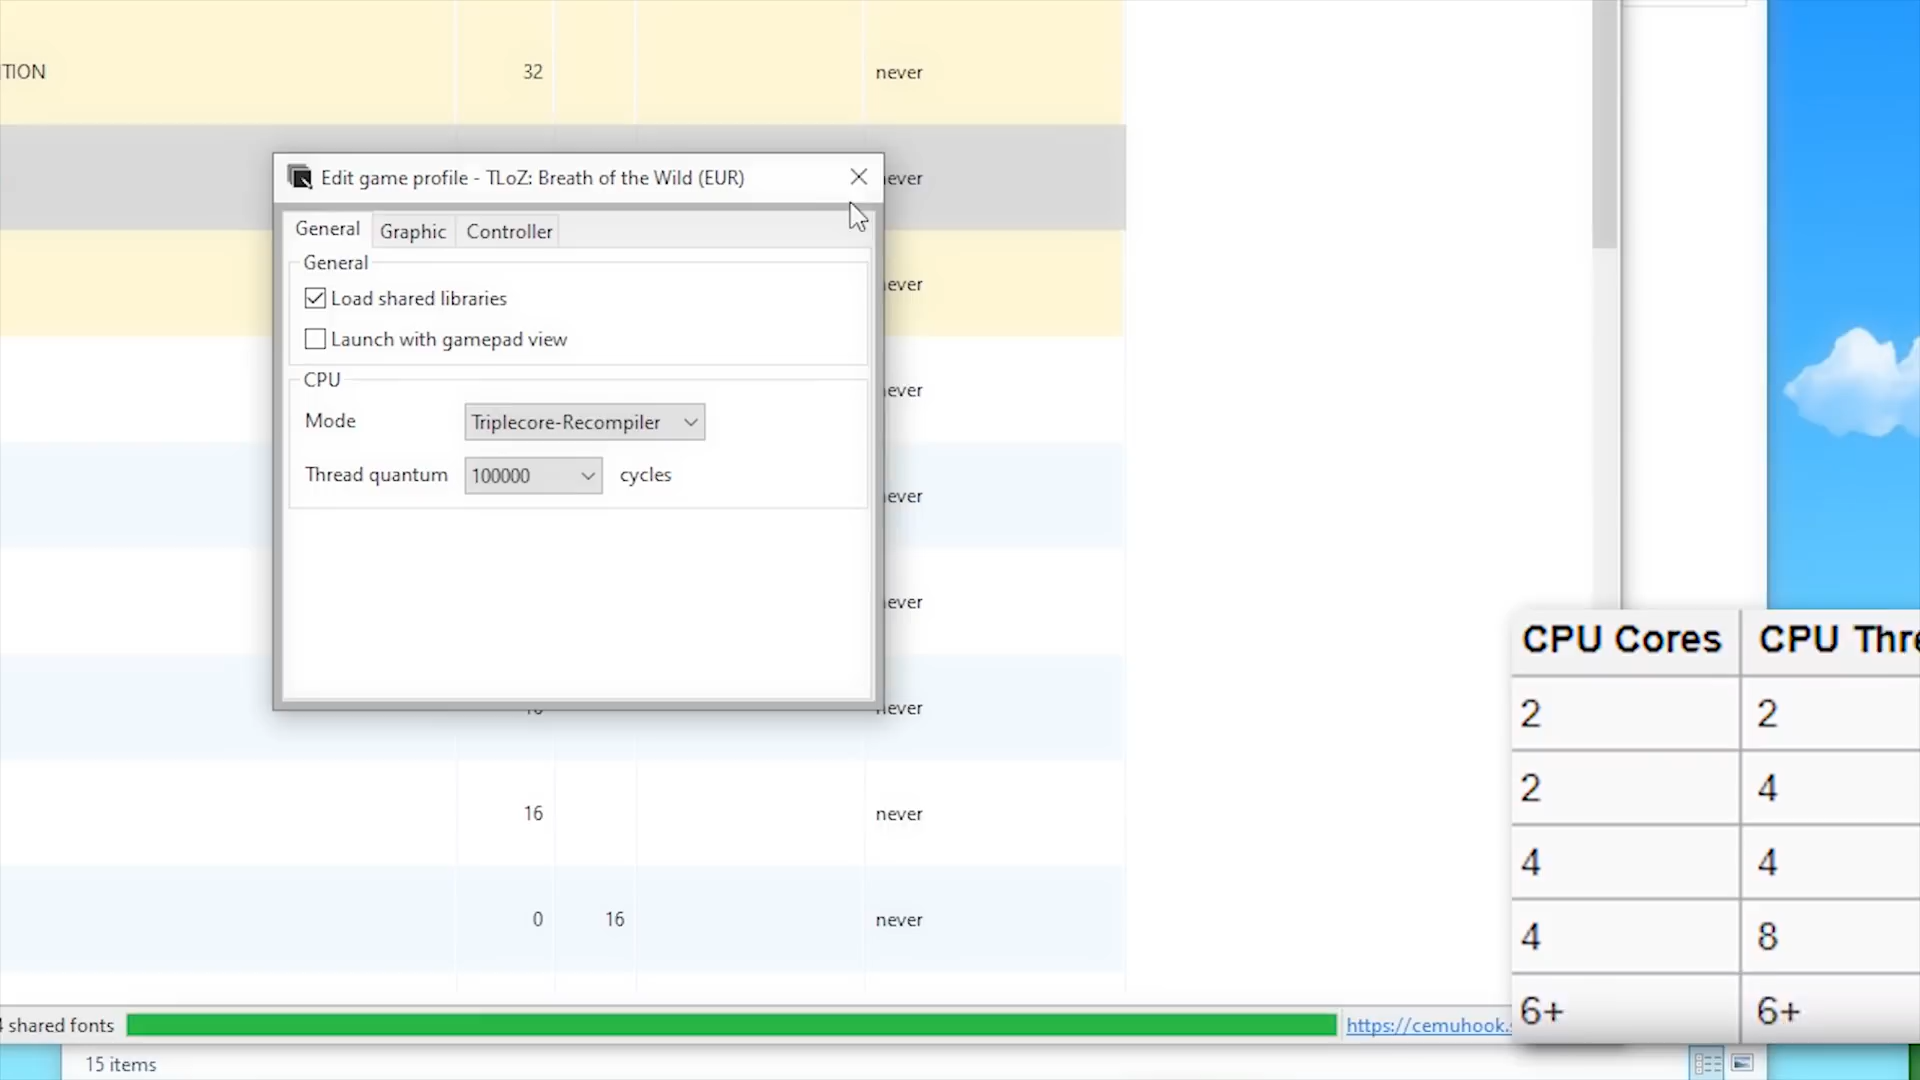 TION 32 never
Edit game profile - TLoZ: Breath of the Wild (EUR)
ever
General Graphic Controller
General
Load shared libraries
ever
Launch with gamepad view
CPU
ever
Mode Triplecore-Recompiler
Thread quantum 100000 cycles
ever
ever
ever
16 never
0 16 never
CPU Cores CPU Thre
2 2
2 4
4 4
4 8
6+ 6+
shared fonts
https://cemuhook.
15 items